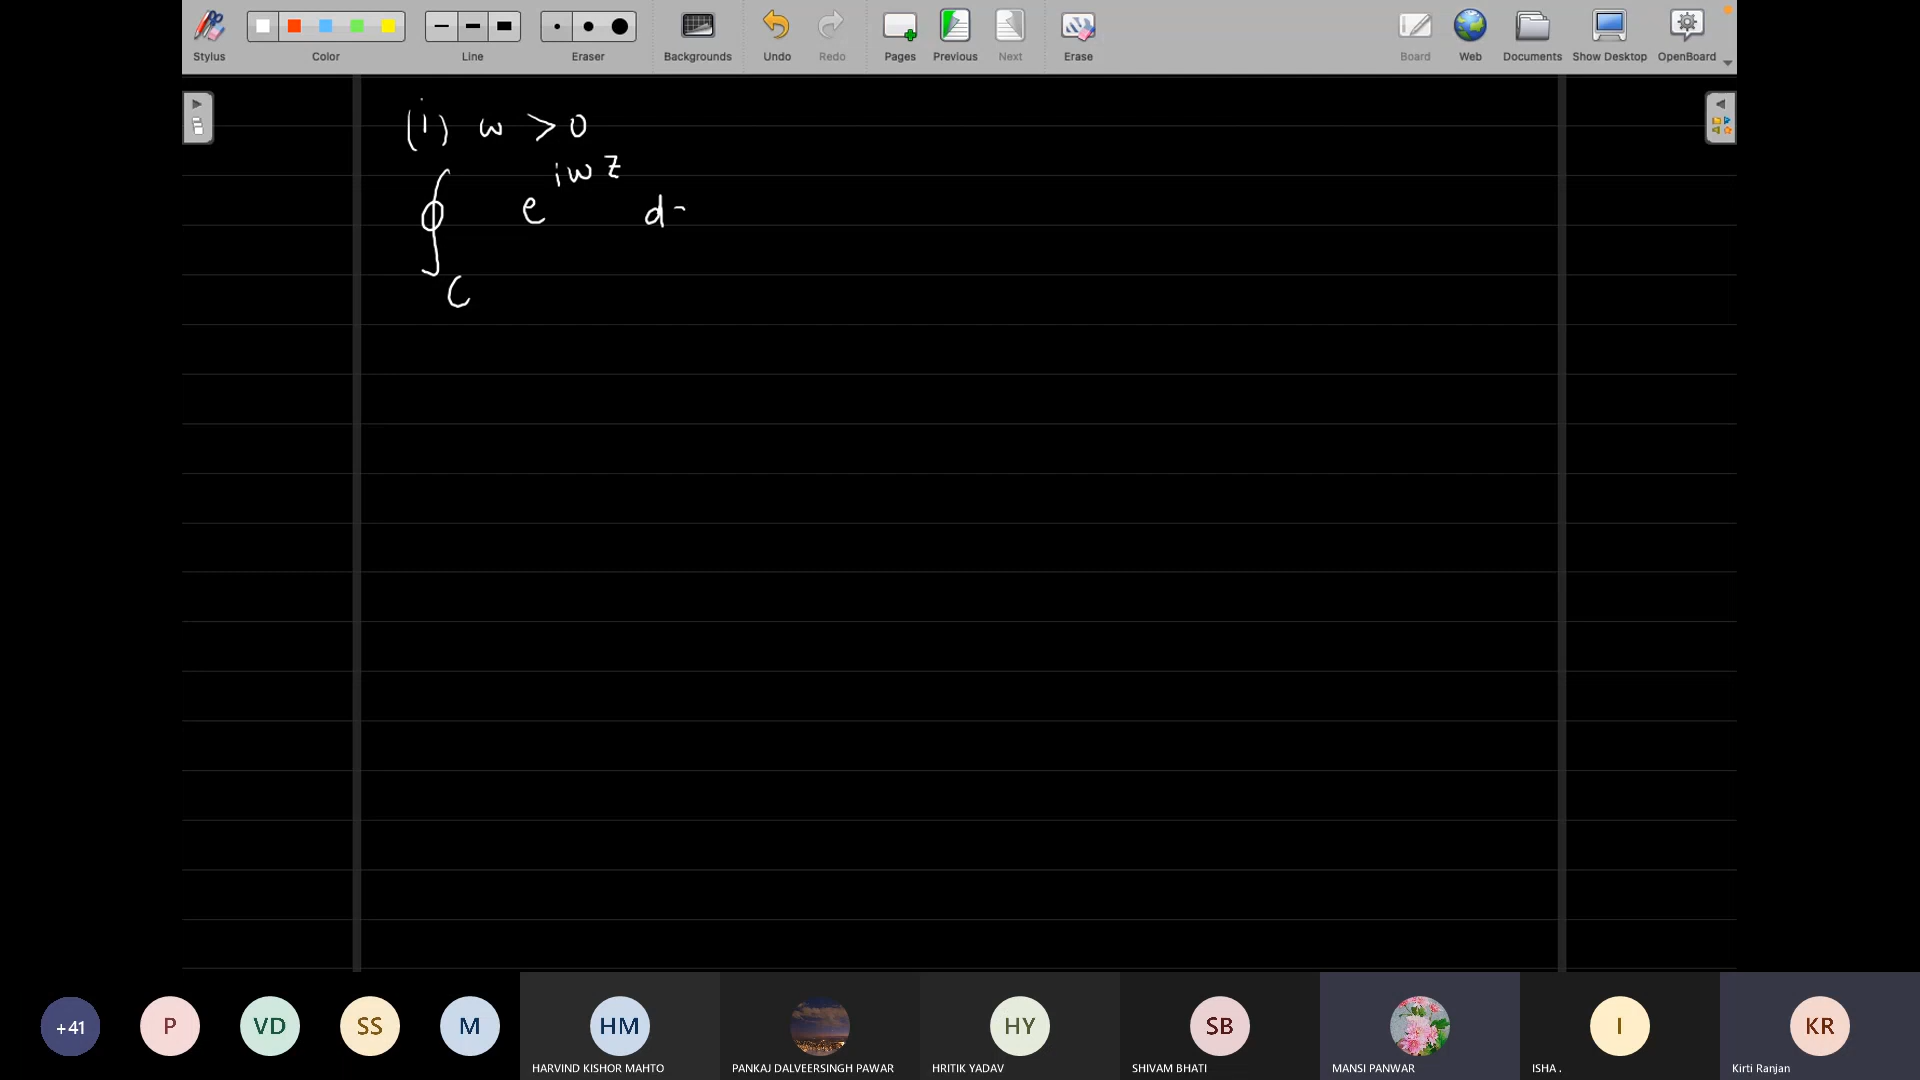 Stylus Color Line Eraser Backgrounds Undo Redo Pages Previous Next Erase Board Web Documents Show Desktop OpenBoard
(i) w > 0
∮_C e^{iwz} d-
+41 P VD SS M HM HY SB I KR
HARVIND KISHOR MAHTO PANKAJ DALVEERSINGH PAWAR HRITIK YADAV SHIVAM BHATI MANSI PANWAR ISHA . Kirti Ranjan